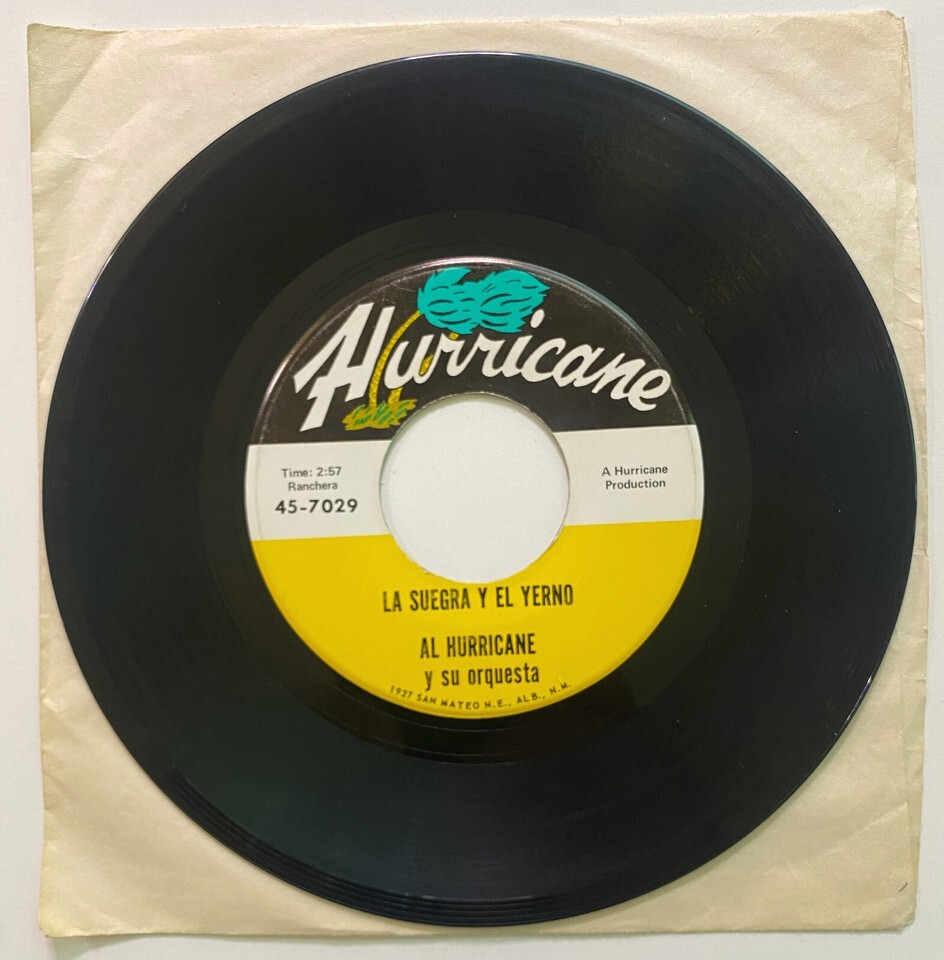 Hurricane
Time: 2:57
Ranchera
45-7029
A Hurricane
Production
LA SUEGRA Y EL YERNO
AL HURRICANE
y su orquesta
1927 SAN MATEO N.E., ALB., N.M.